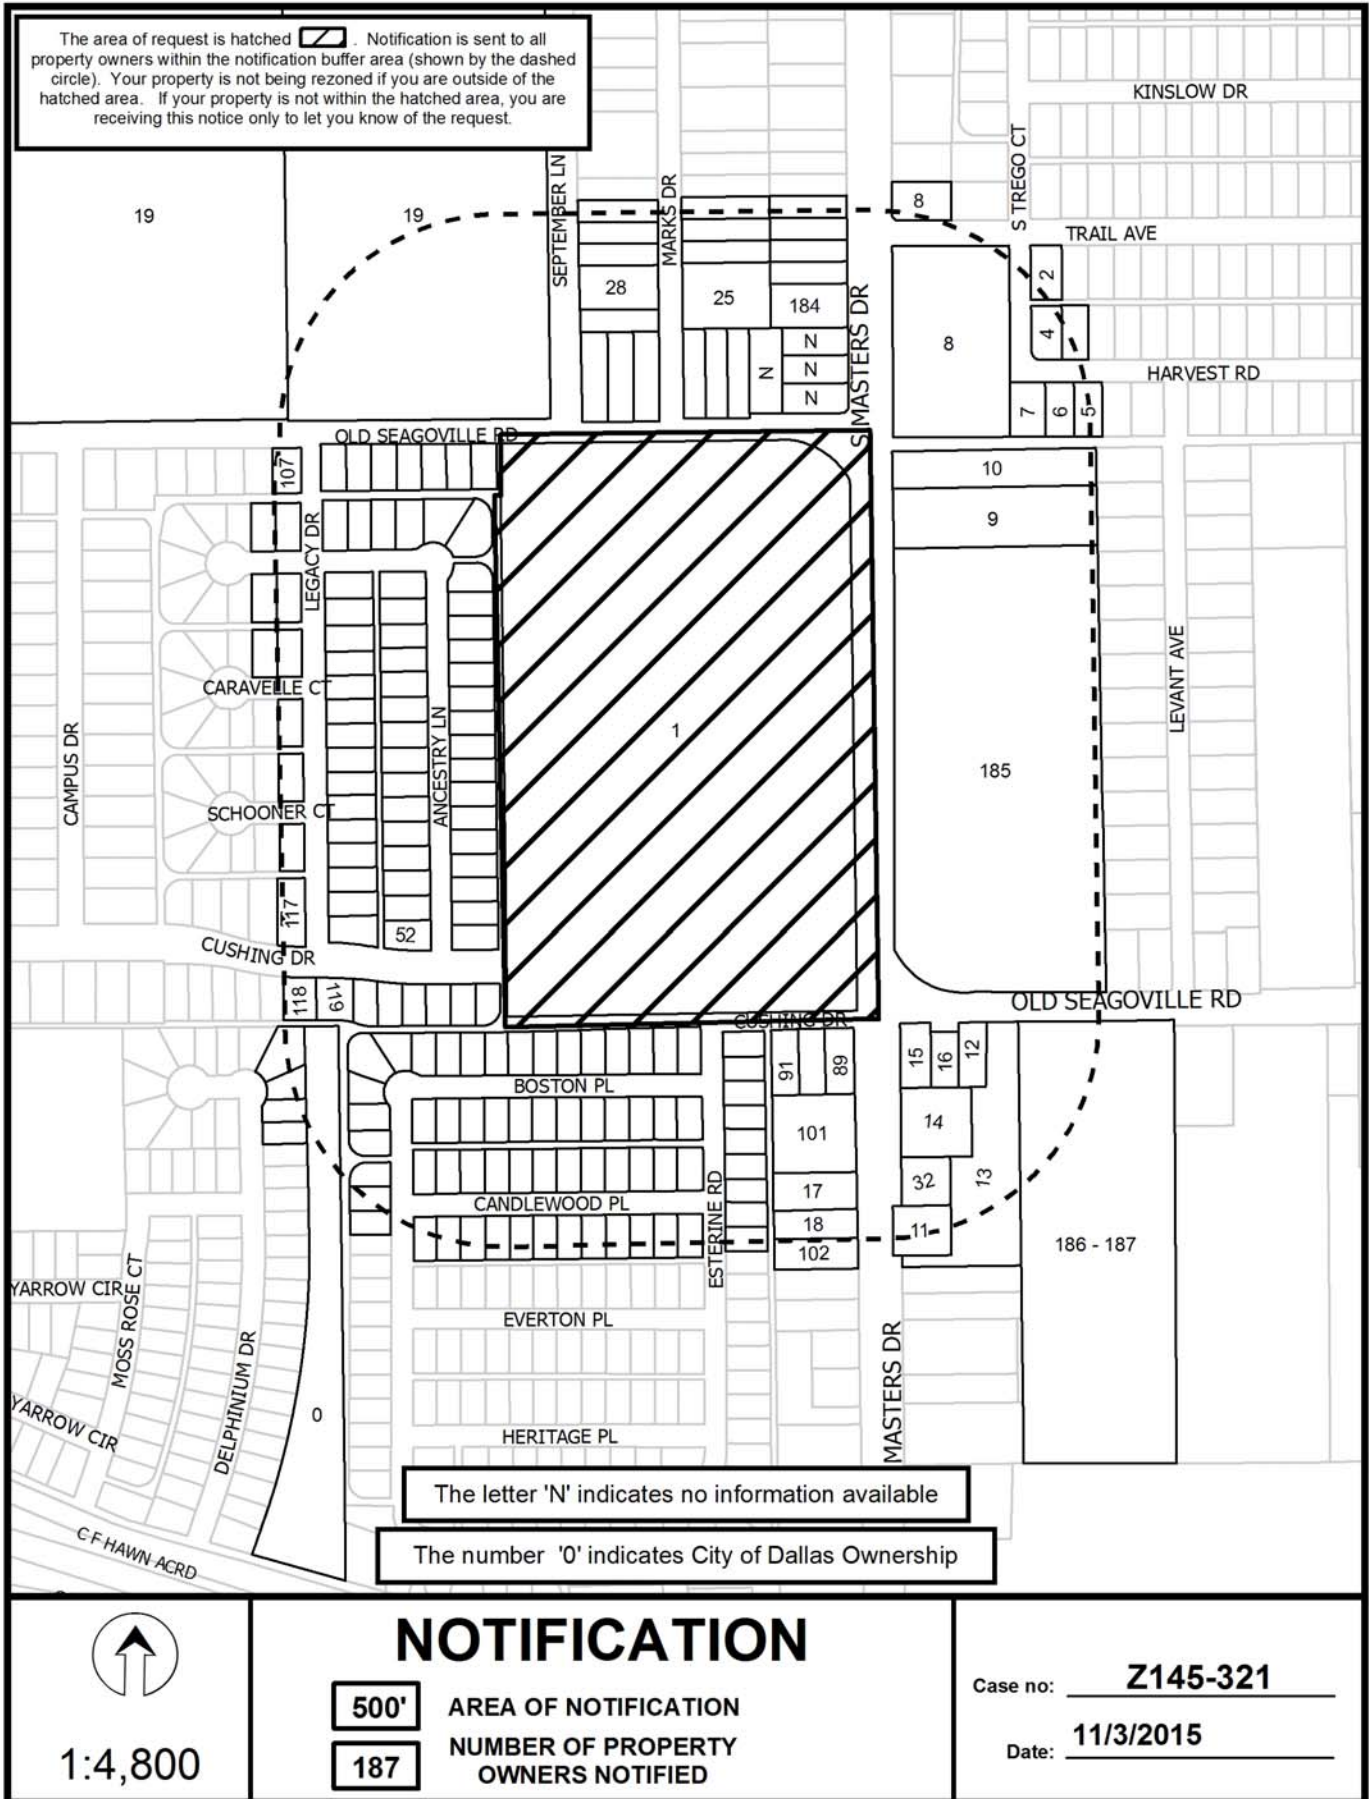 The area of request is hatched . Notification is sent to all
property owners within the notification buffer area (shown by the dashed
circle). Your property is not being rezoned if you are outside of the
hatched area. If your property is not within the hatched area, you are
receiving this notice only to let you know of the request.
KINSLOW DR
S TREGO CT
SEPTEMBER LN
MARKS DR
19
19
8
TRAIL AVE
2
28
25
184
S MASTERS DR
4
8
N
N
N
N
HARVEST RD
7
6
5
OLD SEAGOVILLE RD
107
10
9
LEGACY DR
LEVANT AVE
CARAVELLE CT
CAMPUS DR
ANCESTRY LN
1
185
SCHOONER CT
117
52
CUSHING DR
118
119
OLD SEAGOVILLE RD
CUSHING DR
15
16
12
91
89
BOSTON PL
101
14
13
32
17
CANDLEWOOD PL
ESTERINE RD
18
11
102
186 - 187
YARROW CIR
MOSS ROSE CT
EVERTON PL
DELPHINIUM DR
MASTERS DR
0
YARROW CIR
HERITAGE PL
The letter 'N' indicates no information available
C F HAWN ACRD
The number '0' indicates City of Dallas Ownership
1:4,800
NOTIFICATION
500' AREA OF NOTIFICATION
187 NUMBER OF PROPERTY
OWNERS NOTIFIED
Case no: Z145-321
Date: 11/3/2015